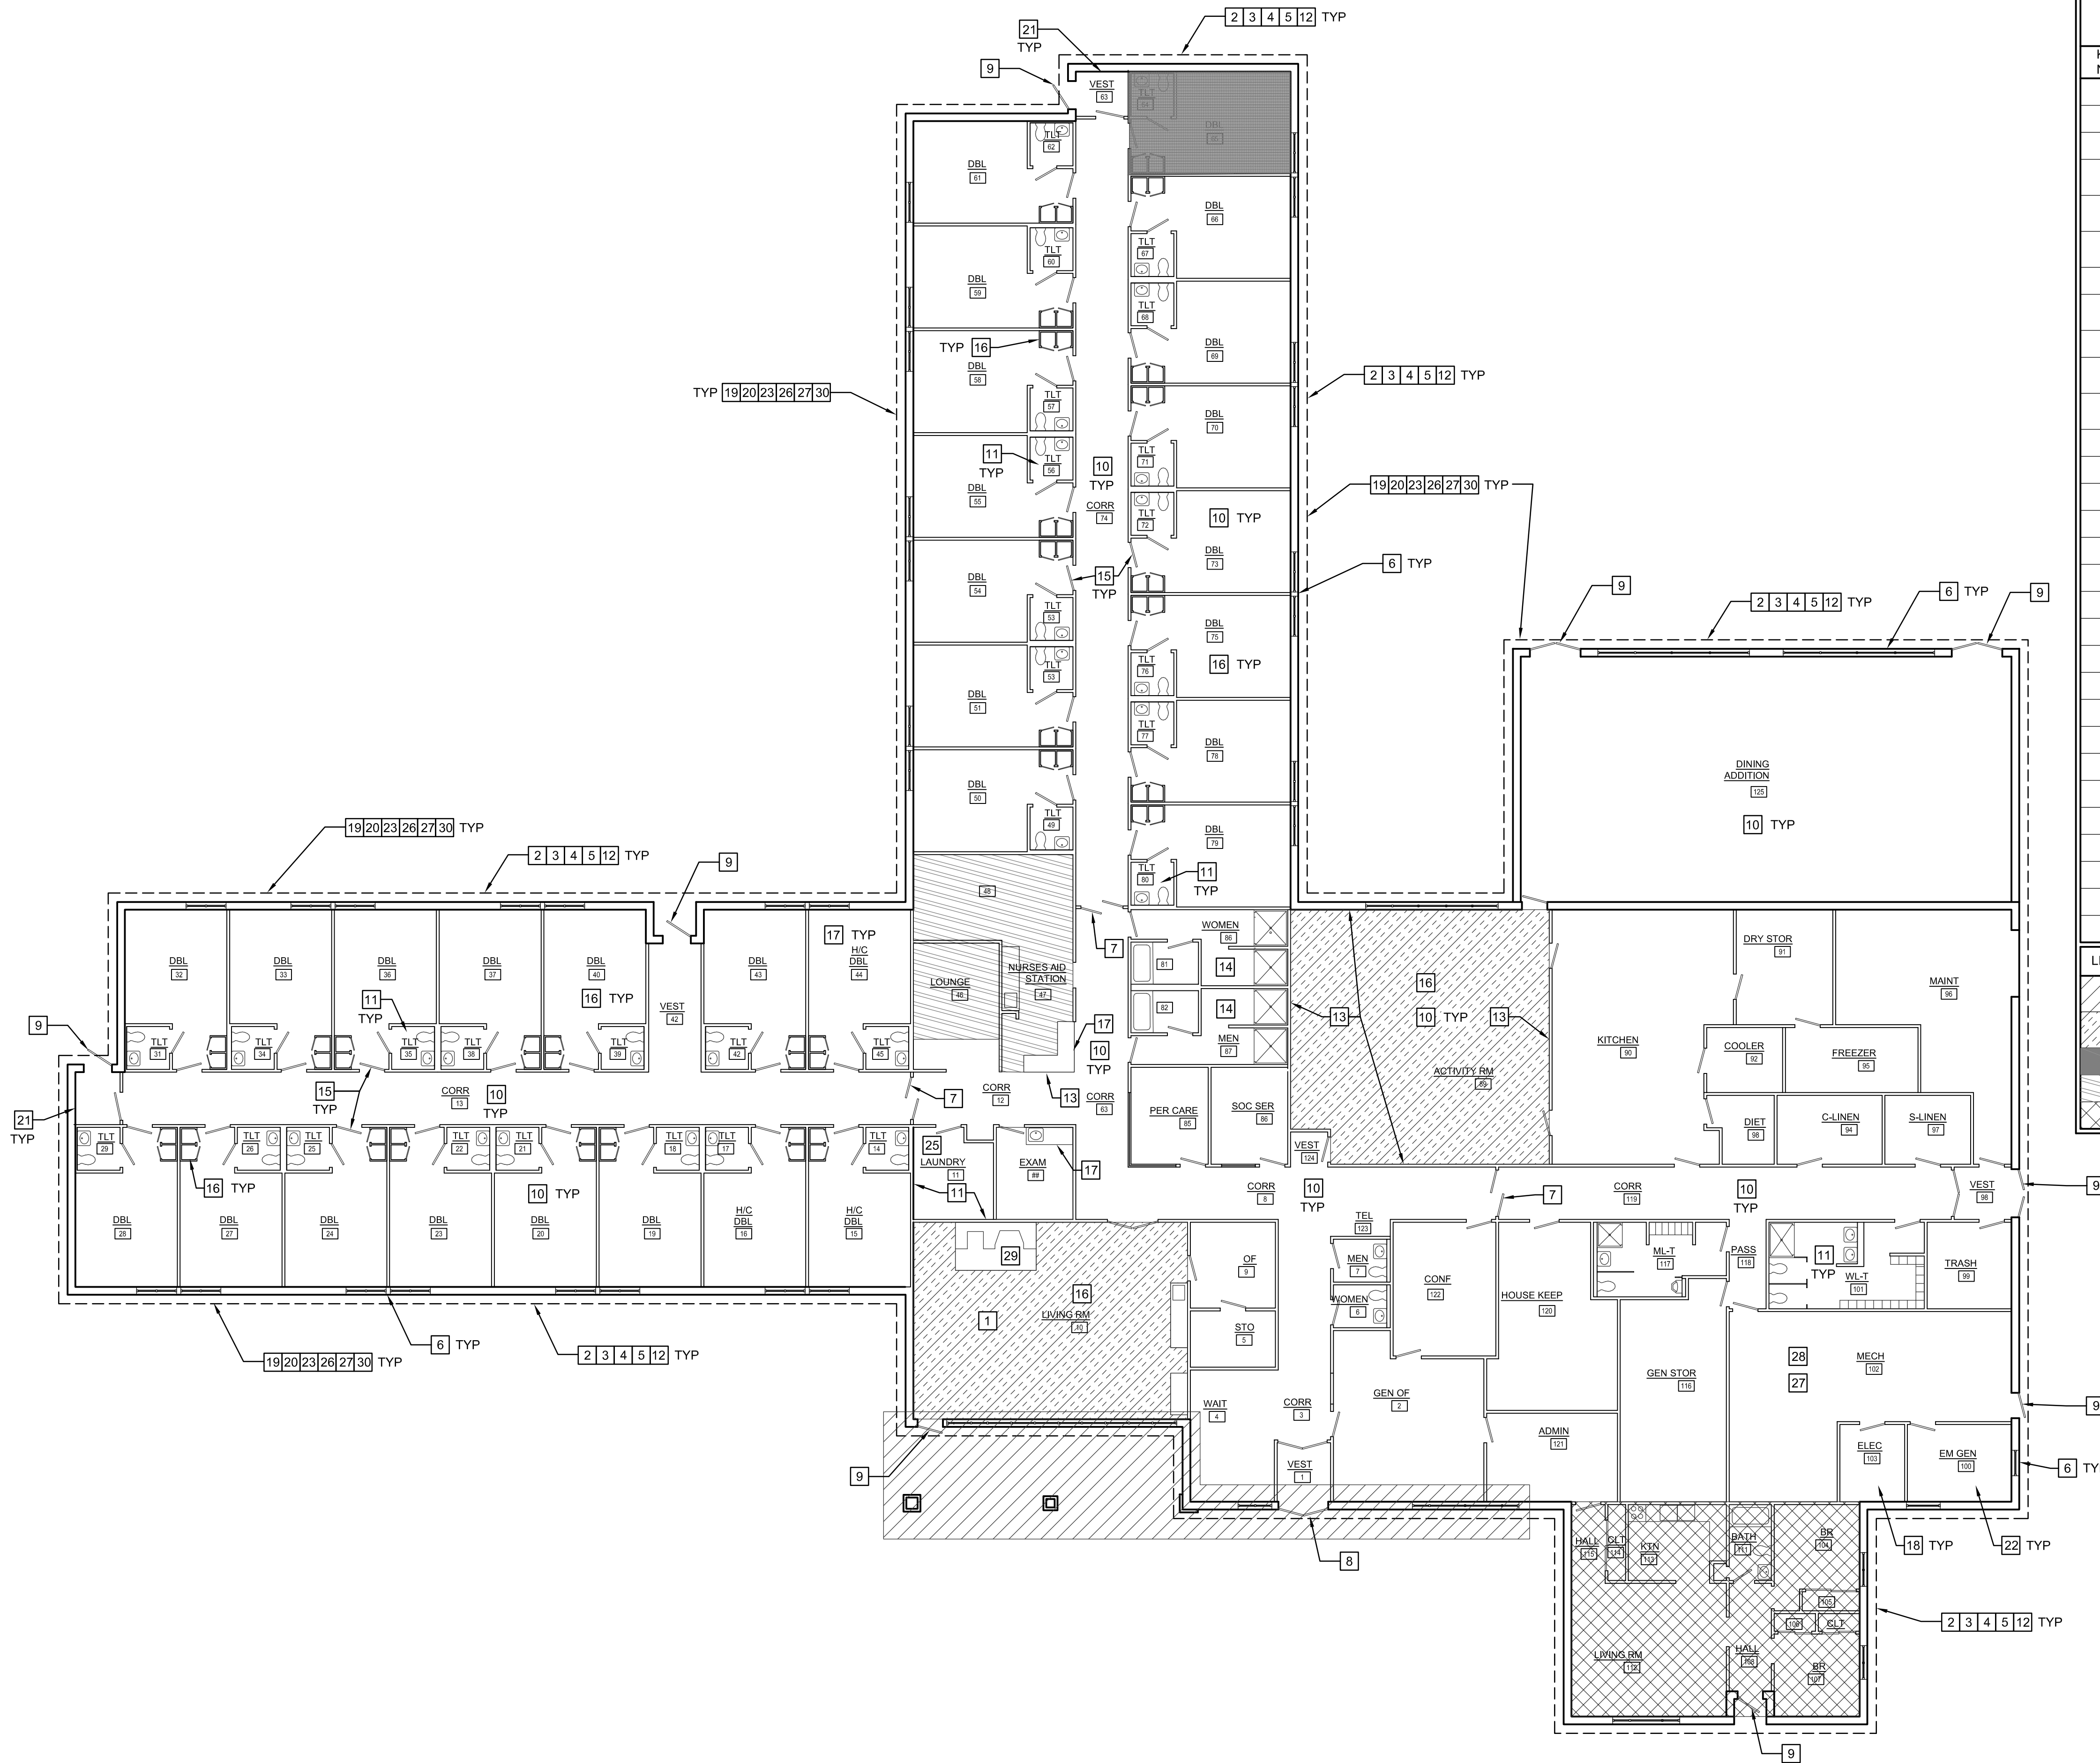 2 3 4 5 12 TYP
21
TYP
9
VEST
63
TLT
64
DBL
65
TLT
62
DBL
61
DBL
66
TLT
67
TLT
60
DBL
59
TLT
68
DBL
69
TYP 16
DBL
58
2 3 4 5 12 TYP
TYP 19 20 23 26 27 30
TLT
57
DBL
70
11
TYP
TLT
56
10
TYP
TLT
71
DBL
55
CORR
74
TLT
72
10 TYP
19 20 23 26 27 30 TYP
DBL
73
6 TYP
15
TYP
DBL
54
TLT
53
DBL
75
16 TYP
TLT
76
9
2 3 4 5 12 TYP
6 TYP
9
TLT
53
DBL
51
TLT
77
DBL
78
DINING
ADDITION
125
10 TYP
DBL
50
TLT
49
DBL
79
TLT
80
11
TYP
19 20 23 26 27 30 TYP
2 3 4 5 12 TYP
9
48
7
WOMEN
86
14
81
82
14
MEN
87
DBL
32
DBL
33
DBL
36
DBL
37
DBL
40
16 TYP
VEST
42
DBL
43
17 TYP
H/C
DBL
44
LOUNGE
46
NURSES AID
STATION
47
17
10
TYP
11
TYP
9
TLT
31
TLT
34
TLT
35
TLT
38
TLT
39
TLT
42
TLT
45
16
13
10 TYP
13
ACTIVITY RM
89
KITCHEN
90
DRY STOR
91
MAINT
96
COOLER
92
FREEZER
95
15
TYP
CORR
13
10
TYP
7
CORR
12
13
CORR
63
PER CARE
85
SOC SER
86
DIET
98
C-LINEN
94
S-LINEN
97
21
TYP
TLT
29
TLT
26
TLT
25
TLT
22
TLT
21
TLT
18
TLT
17
TLT
14
25
LAUNDRY
11
EXAM
##
17
VEST
124
16 TYP
10 TYP
11
CORR
8
10
TYP
7
CORR
119
10
TYP
VEST
98
9
DBL
28
DBL
27
DBL
24
DBL
23
DBL
20
DBL
19
H/C
DBL
16
H/C
DBL
15
29
16
1
LIVING RM
10
OF
9
TEL
123
MEN
7
WOMEN
6
CONF
122
HOUSE KEEP
120
ML-T
117
PASS
118
11
TYP
WL-T
101
TRASH
99
STO
5
19 20 23 26 27 30 TYP
6 TYP
2 3 4 5 12 TYP
WAIT
4
CORR
3
GEN OF
2
GEN STOR
116
28
27
MECH
102
9
ADMIN
121
ELEC
103
EM GEN
100
6 TY
9
VEST
1
8
HALL
115
CLT
114
KTN
113
BATH
111
BR
104
18 TYP
22 TYP
105
CLT
2 3 4 5 12 TYP
LIVING RM
112
HALL
BR
107
9